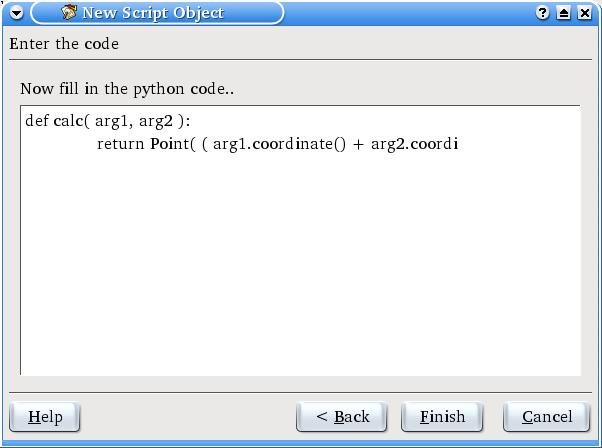 New Script Object
Enter the code
Now fill in the python code..
def calc( arg1, arg2 ):
return Point( ( arg1.coordinate() + arg2.coordi
Help
< Back
Finish
Cancel